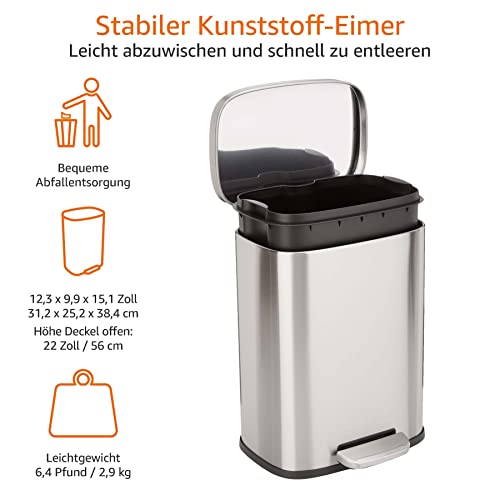 Stabiler Kunststoff-Eimer
Leicht abzuwischen und schnell zu entleeren
Bequeme
Abfallentsorgung
12,3 x 9,9 x 15,1 Zoll
31,2 x 25,2 x 38,4 cm
Höhe Deckel offen:
22 Zoll / 56 cm
Leichtgewicht
6,4 Pfund / 2,9 kg